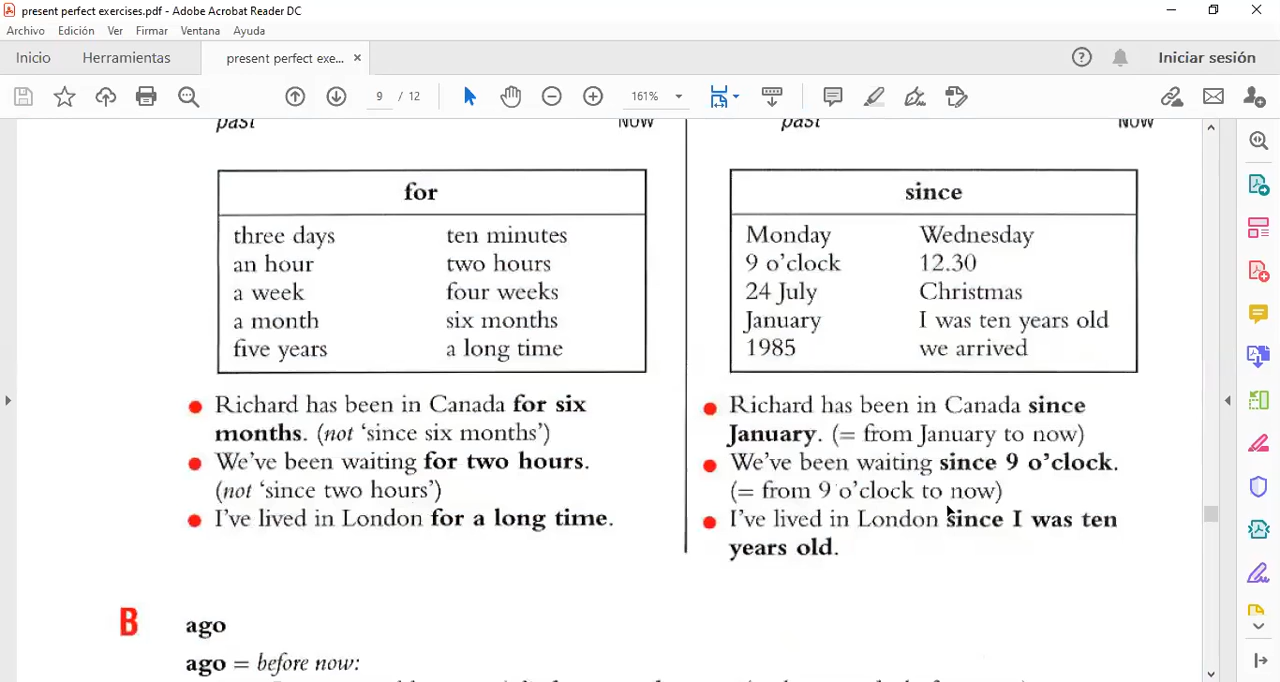 present perfect exercises.pdf - Adobe Acrobat Reader DC
Archivo Edición Ver Firmar Ventana Ayuda
Inicio Herramientas present perfect exe... × Iniciar sesión
9 / 12 161%
past NOW
for
three days ten minutes
an hour two hours
a week four weeks
a month six months
five years a long time
Richard has been in Canada for six
months. (not ‘since six months’)
We’ve been waiting for two hours.
(not ‘since two hours’)
I’ve lived in London for a long time.
past NOW
since
Monday Wednesday
9 o’clock 12.30
24 July Christmas
January I was ten years old
1985 we arrived
Richard has been in Canada since
January. (= from January to now)
We’ve been waiting since 9 o’clock.
(= from 9 o’clock to now)
I’ve lived in London since I was ten
years old.
B ago
ago = before now: